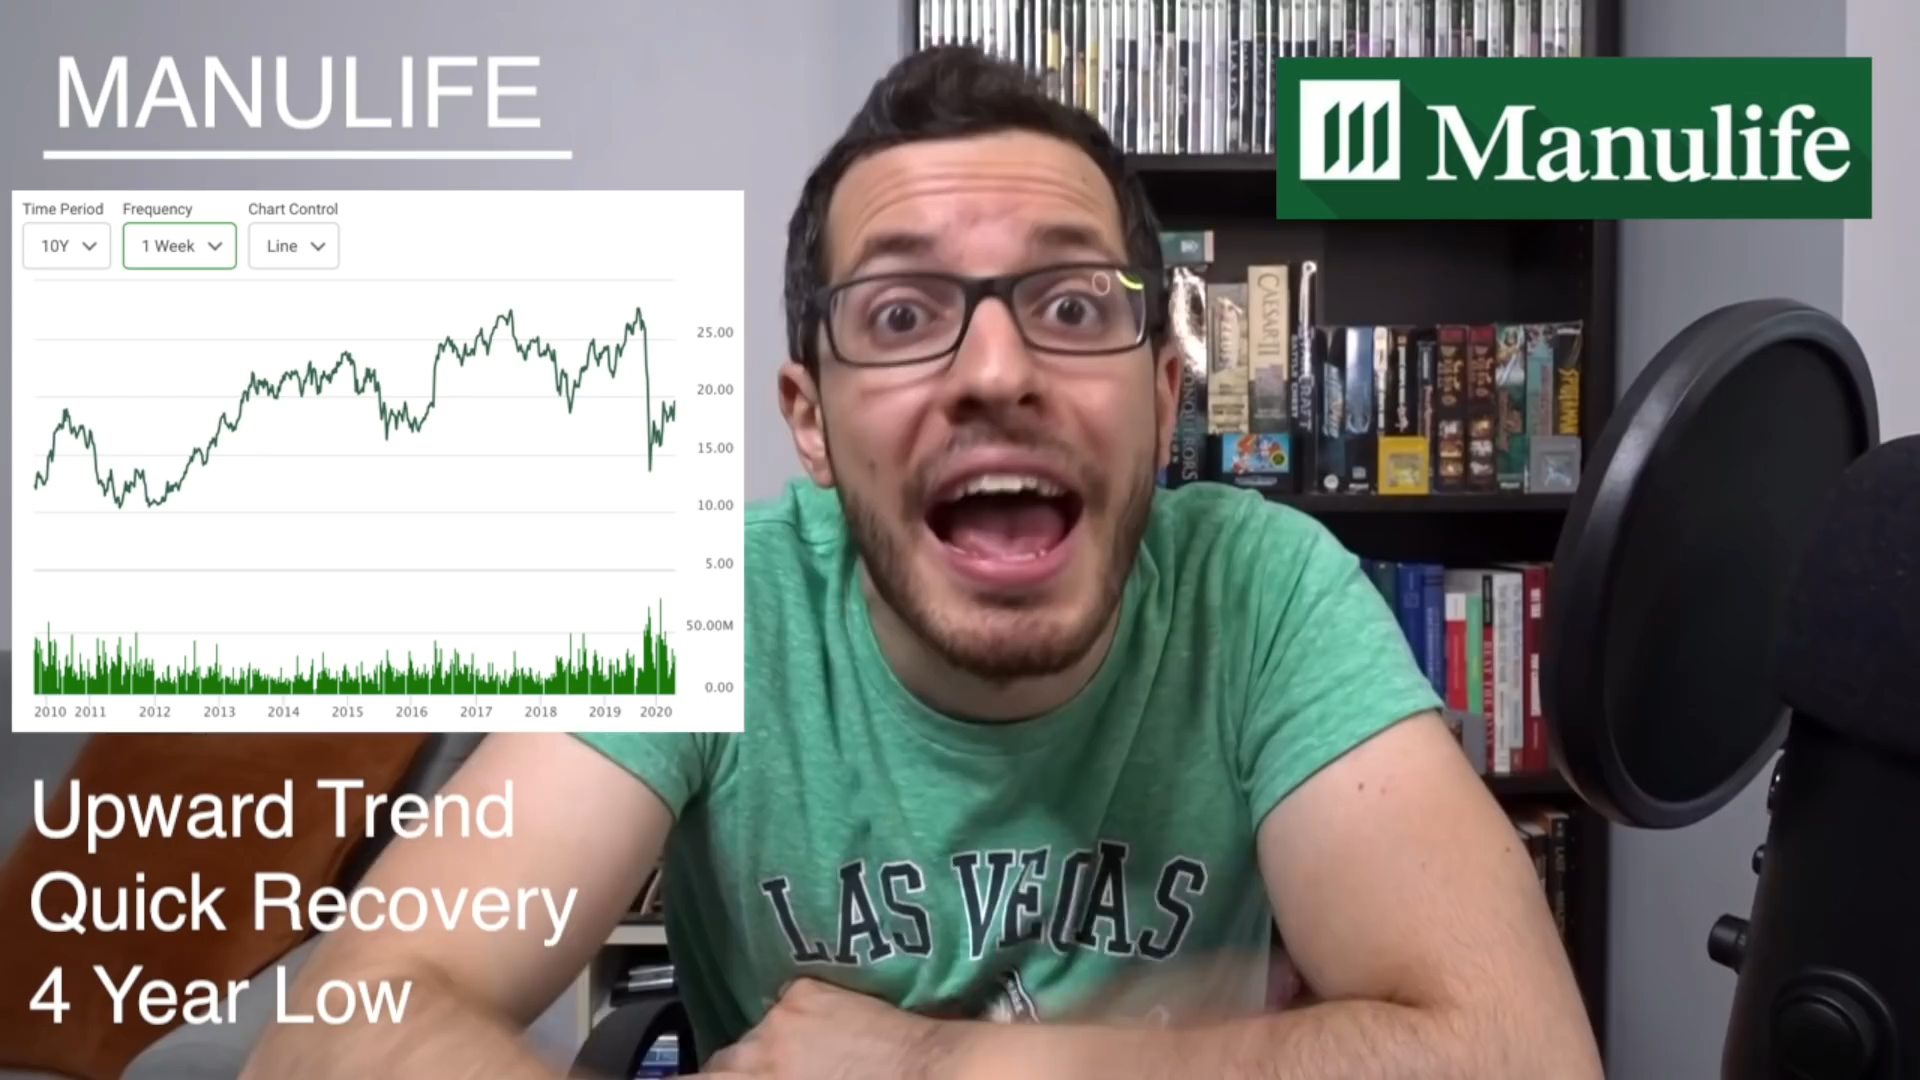 MANULIFE
Manulife
Time Period Frequency Chart Control
10Y 1 Week Line
25.00
20.00
15.00
10.00
5.00
50.00M
0.00
2010 2011 2012 2013 2014 2015 2016 2017 2018 2019 2020
Upward Trend
Quick Recovery
4 Year Low
CAESAR II
LAS VEGAS